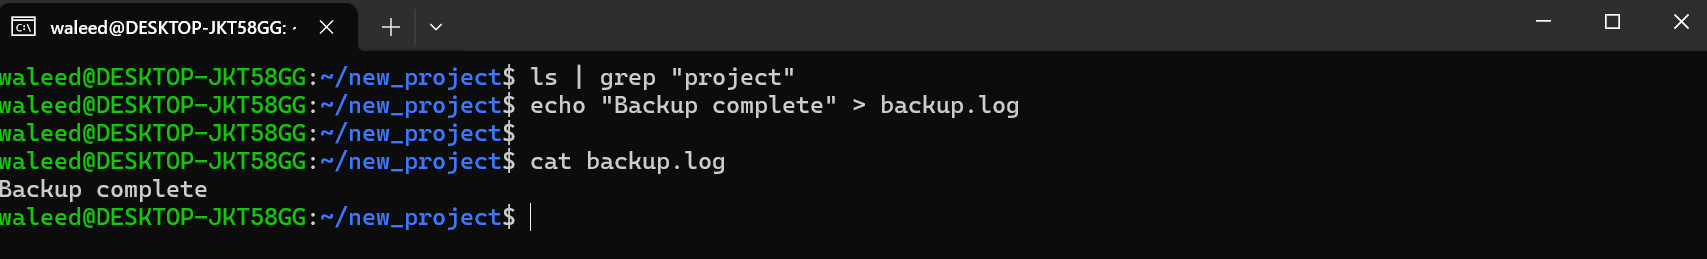 waleed@DESKTOP-JKT58GG: ~
waleed@DESKTOP-JKT58GG:~/new_project$ ls | grep "project"
waleed@DESKTOP-JKT58GG:~/new_project$ echo "Backup complete" > backup.log
waleed@DESKTOP-JKT58GG:~/new_project$
waleed@DESKTOP-JKT58GG:~/new_project$ cat backup.log
Backup complete
waleed@DESKTOP-JKT58GG:~/new_project$